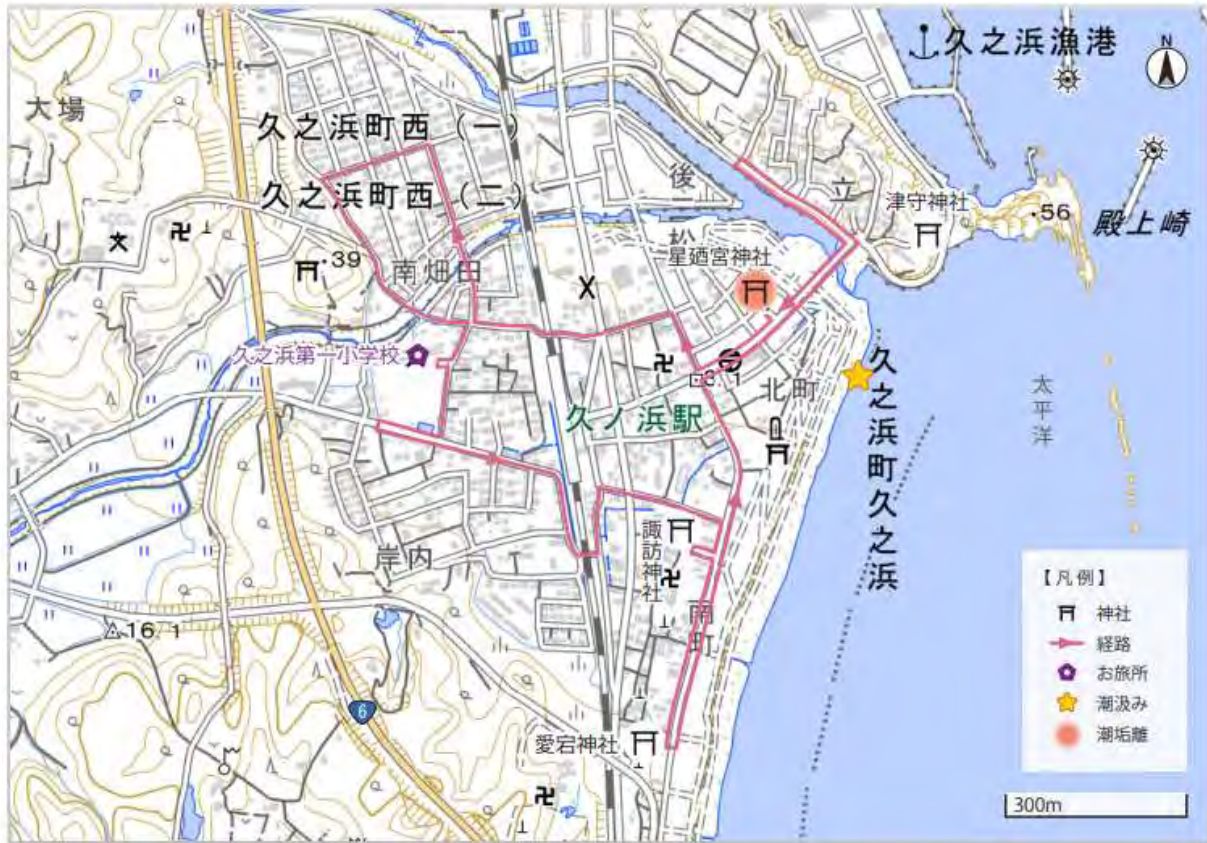 久之浜漁港
N
大場
久之浜町西（一）
後
久之浜町西（二）
立
津守神社
56
殿上崎
松
星廼宮神社
39
南畑田
久之浜第一小学校
3. 1
北町
久ノ浜駅
久之浜町久之浜
太平洋
諏訪神社
岸内
南町
16. 1
6
愛宕神社
【凡例】
神社
経路
お旅所
潮汲み
潮垢離
300m